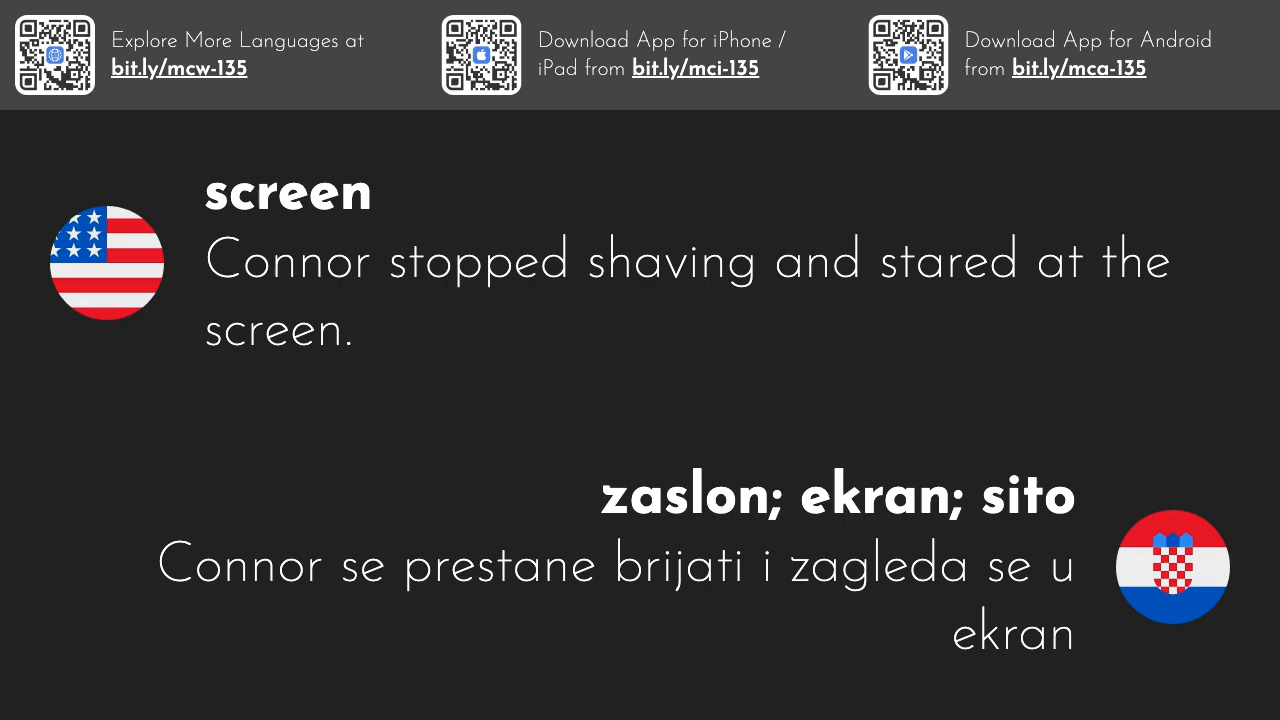 Explore More Languages at
bit.ly/mcw-135
Download App for iPhone /
iPad from bit.ly/mci-135
Download App for Android
from bit.ly/mca-135
screen
Connor stopped shaving and stared at the
screen.
zaslon; ekran; sito
Connor se prestane brijati i zagleda se u
ekran